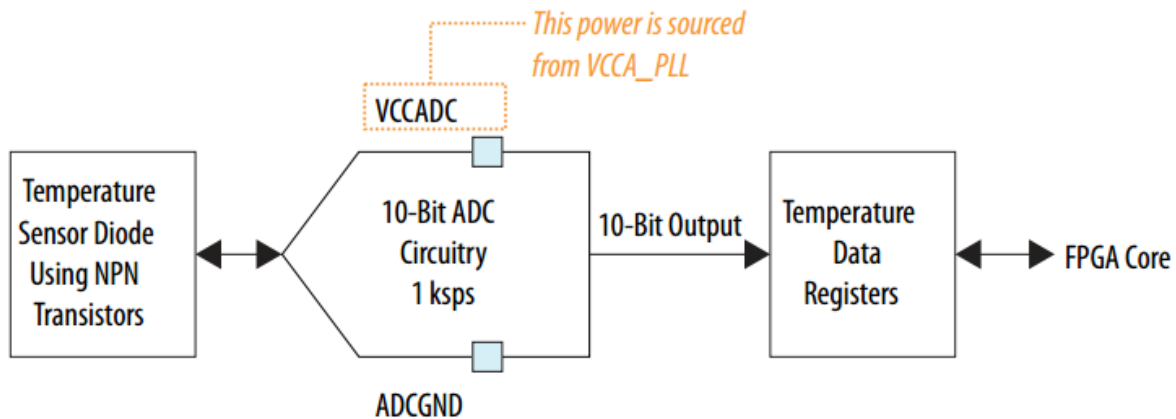 This power is sourced
from VCCA_PLL
VCCADC
Temperature
Sensor Diode
Using NPN
Transistors
10-Bit ADC
Circuitry
1 ksps
10-Bit Output
Temperature
Data
Registers
FPGA Core
ADCGND